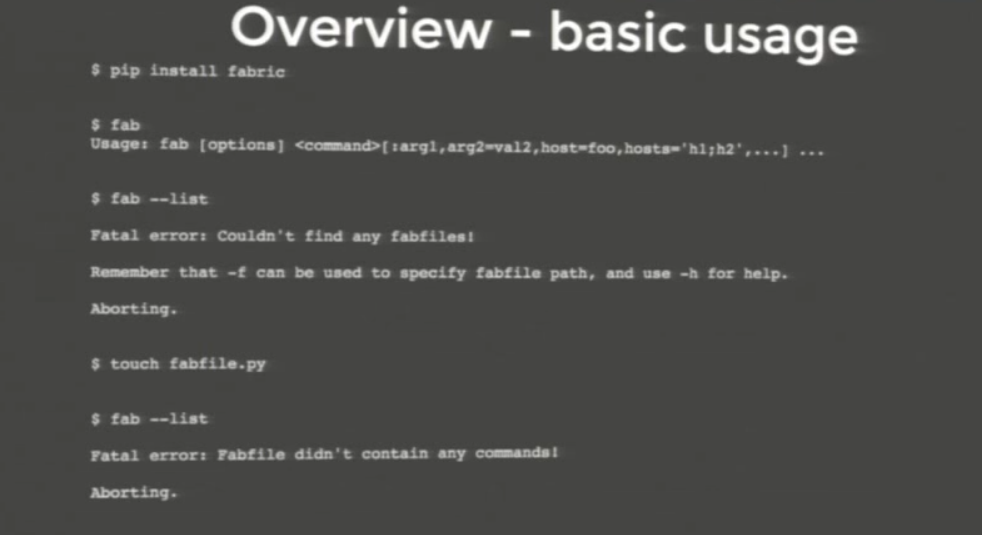 Overview - basic usage
$ pip install fabric
$ fab
Usage: fab [options] <command>[:arg1,arg2=val2,host=foo,hosts='h1;h2',...] ...
$ fab --list
Fatal error: Couldn't find any fabfiles!
Remember that -f can be used to specify fabfile path, and use -h for help.
Aborting.
$ touch fabfile.py
$ fab --list
Fatal error: Fabfile didn't contain any commands!
Aborting.